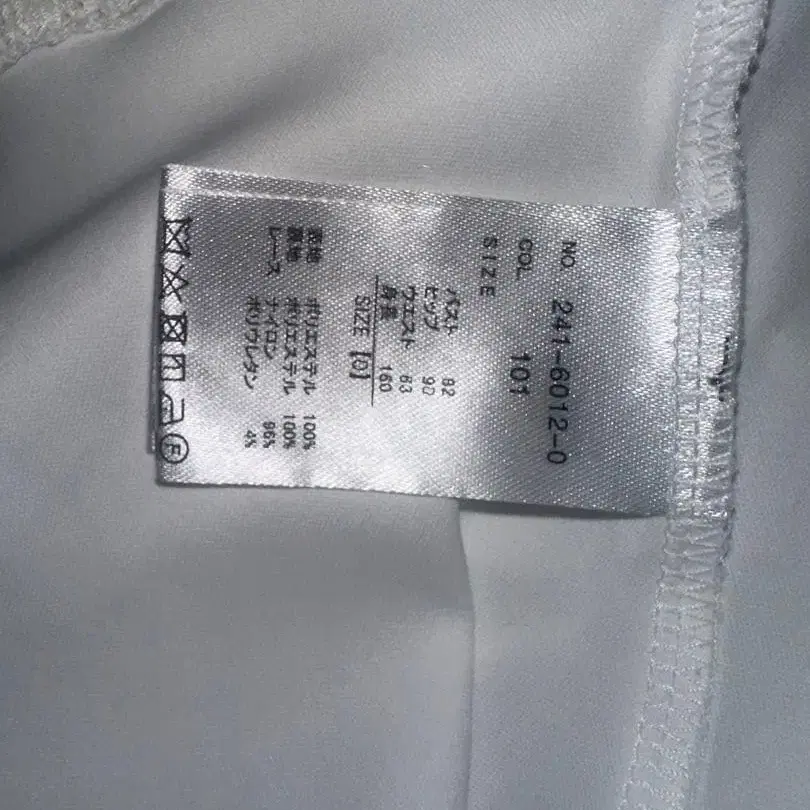 NO. 241-6012-0
COL 101
SIZE
バスト 82
ヒップ 90
ウエスト 63
身長 160
SIZE [0]
表地 ポリエステル 100%
裏地 ポリエステル 100%
レース ナイロン 96%
ポリウレタン 4%
F